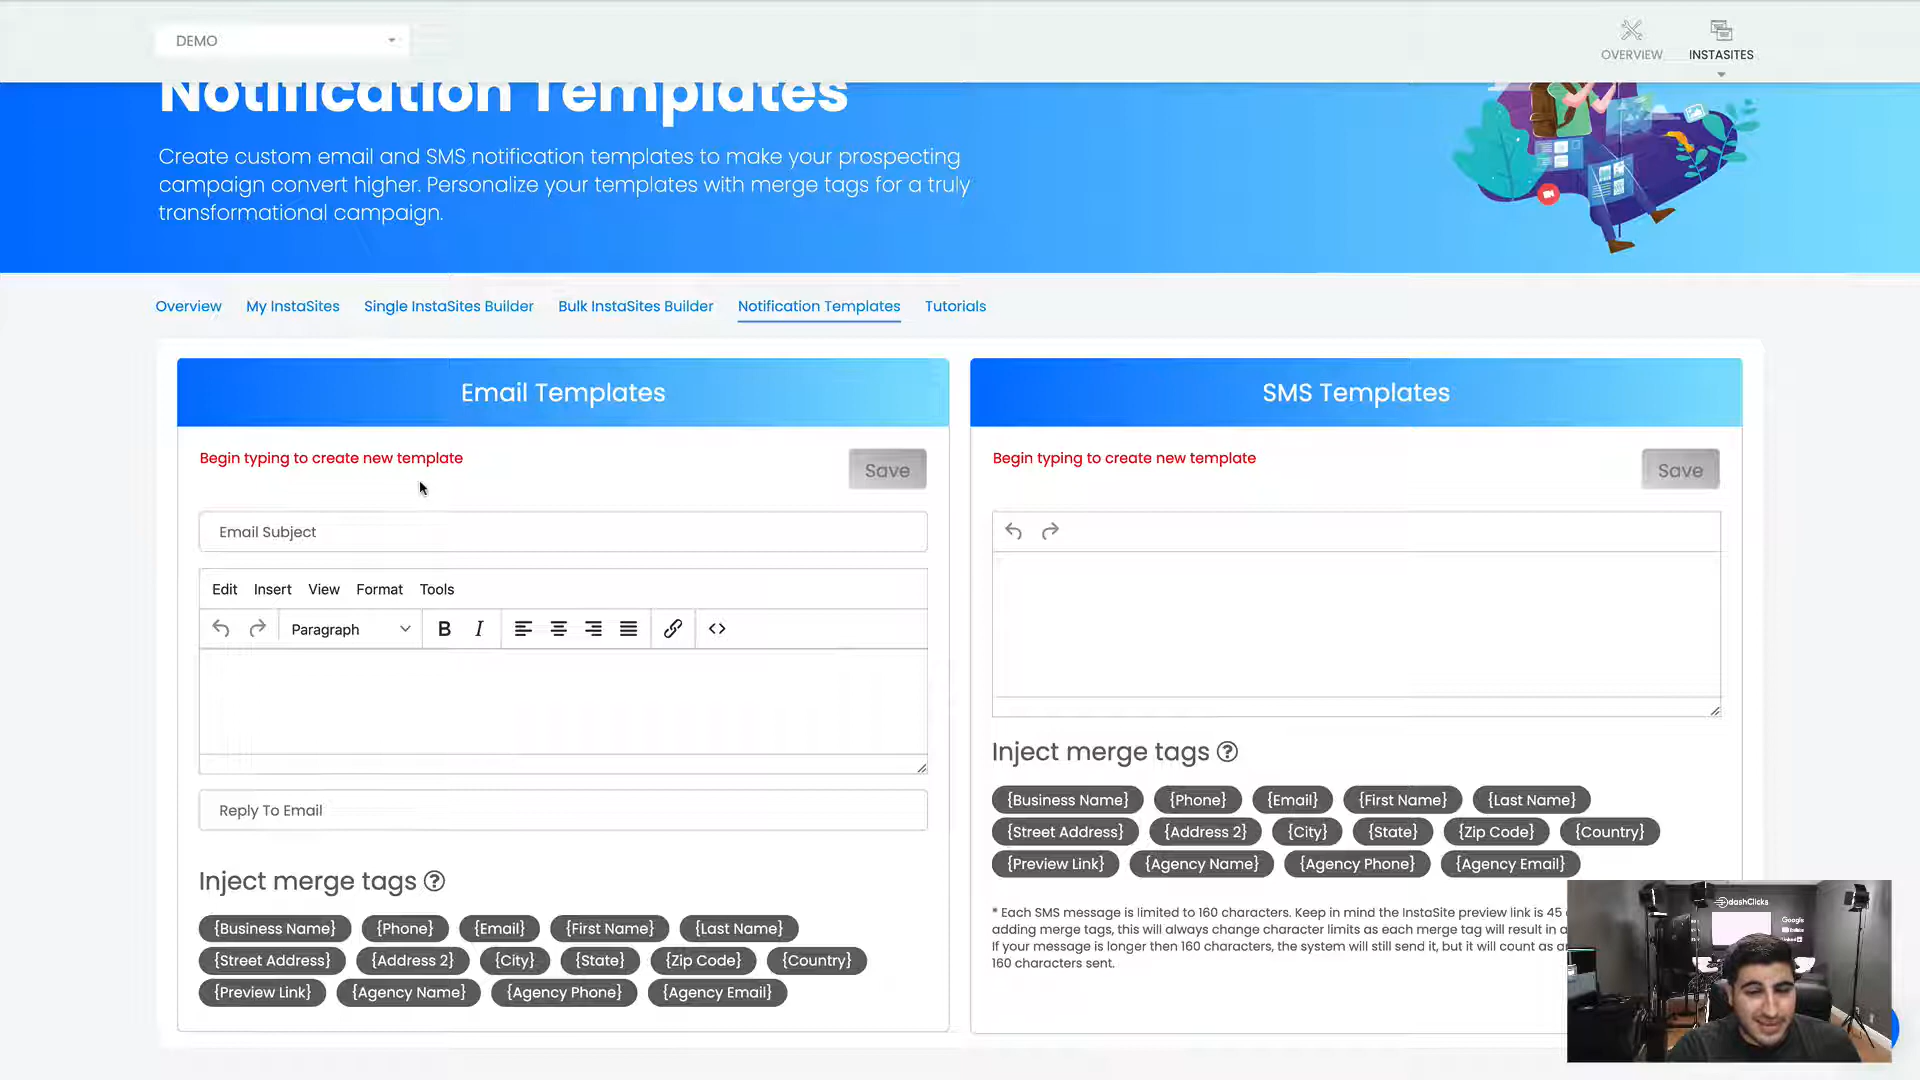 DEMO
OVERVIEW
INSTASITES
Notification Templates
Create custom email and SMS notification templates to make your prospecting
campaign convert higher. Personalize your templates with merge tags for a truly
transformational campaign.
Overview
My InstaSites
Single InstaSites Builder
Bulk InstaSites Builder
Notification Templates
Tutorials
Email Templates
Begin typing to create new template
Save
Email Subject
Edit Insert View Format Tools
Paragraph B I <>
Reply To Email
Inject merge tags ?
{Business Name} {Phone} {Email} {First Name} {Last Name}
{Street Address} {Address 2} {City} {State} {Zip Code} {Country}
{Preview Link} {Agency Name} {Agency Phone} {Agency Email}
SMS Templates
Begin typing to create new template
Save
Inject merge tags ?
{Business Name} {Phone} {Email} {First Name} {Last Name}
{Street Address} {Address 2} {City} {State} {Zip Code} {Country}
{Preview Link} {Agency Name} {Agency Phone} {Agency Email}
* Each SMS message is limited to 160 characters. Keep in mind the InstaSite preview link is 45
adding merge tags, this will always change character limits as each merge tag will result in a
If your message is longer then 160 characters, the system will still send it, but it will count as
160 characters sent.
dashClicks
Google